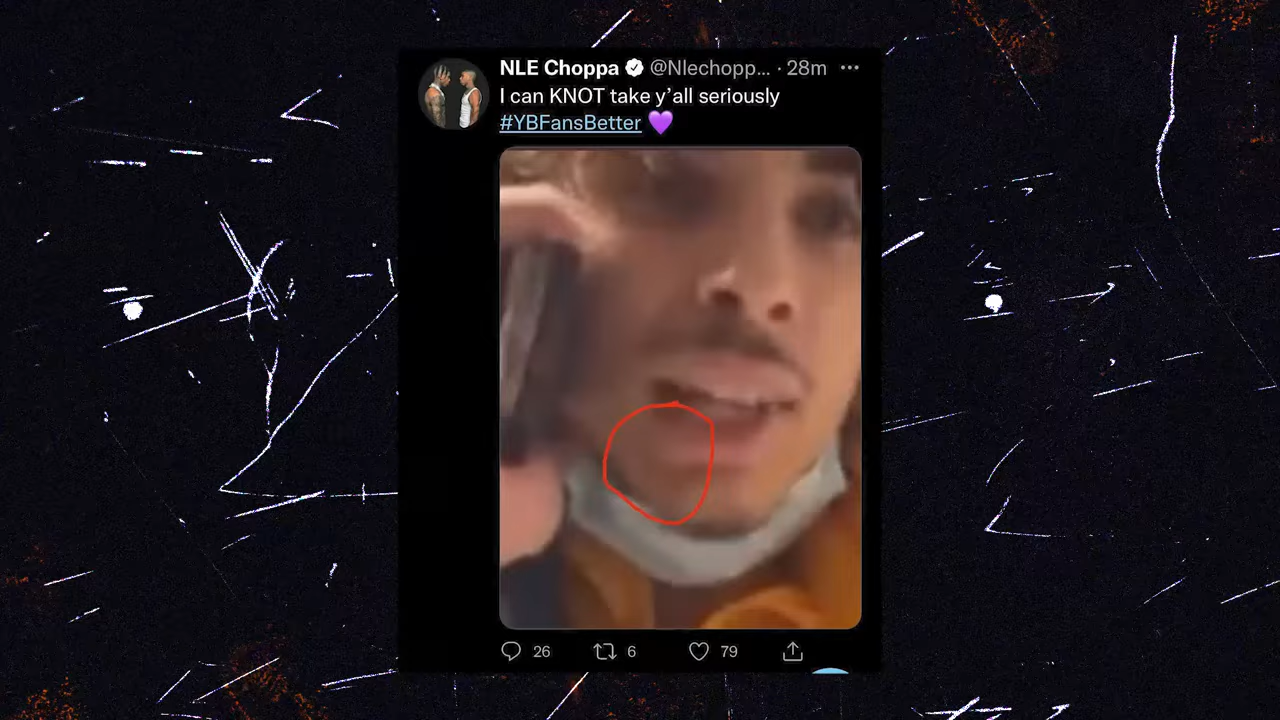 NLE Choppa @Nlechopp... · 28m
I can KNOT take y'all seriously
#YBFansBetter 💜
26 6 79